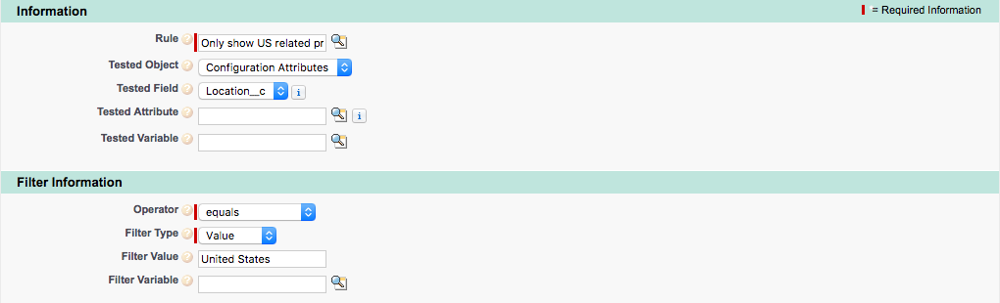 Information
= Required Information
Rule ? Only show US related pr
Tested Object ? Configuration Attributes
Tested Field ? Location__c i
Tested Attribute ? i
Tested Variable ?
Filter Information
Operator ? equals
Filter Type ? Value
Filter Value ? United States
Filter Variable ?